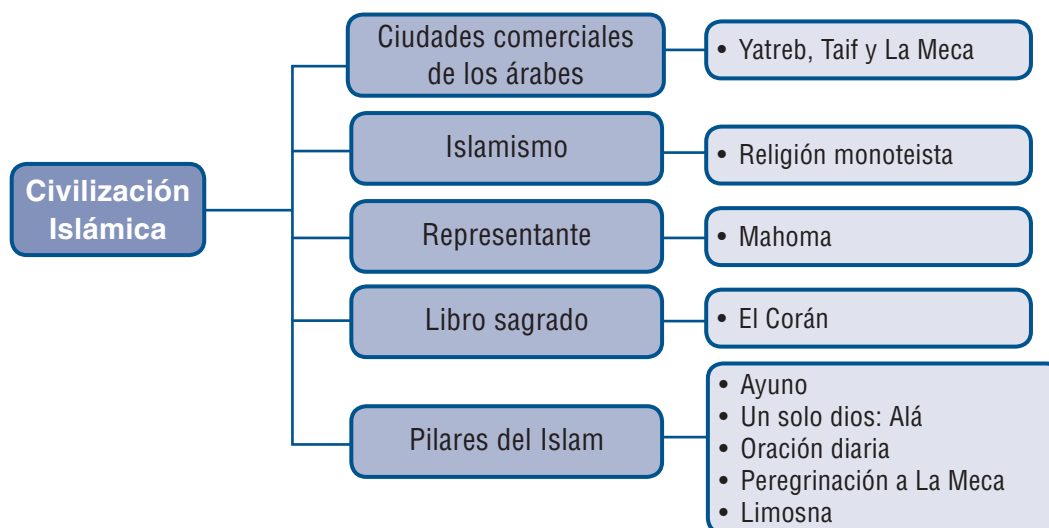 Civilización
Islámica
Ciudades comerciales
de los árabes
• Yatreb, Taif y La Meca
Islamismo
• Religión monoteista
Representante
• Mahoma
Libro sagrado
• El Corán
Pilares del Islam
• Ayuno
• Un solo dios: Alá
• Oración diaria
• Peregrinación a La Meca
• Limosna